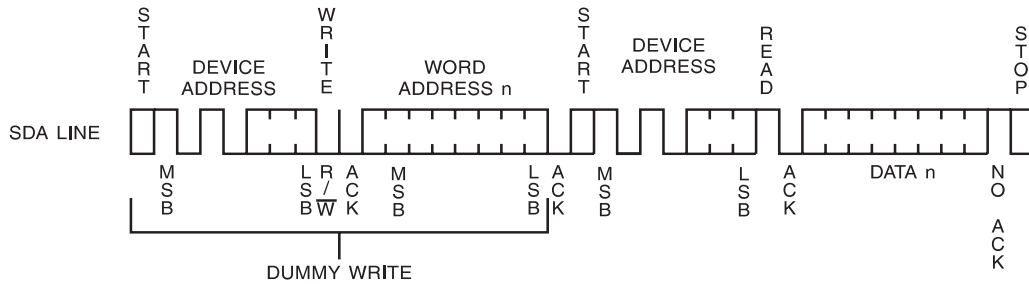 START
WRITE
START
READ
STOP
DEVICE
ADDRESS
WORD
ADDRESS n
DEVICE
ADDRESS
SDA LINE
MSB
LSB
R/W
ACK
MSB
LSB
ACK
MSB
LSB
ACK
DATA n
NO ACK
DUMMY WRITE